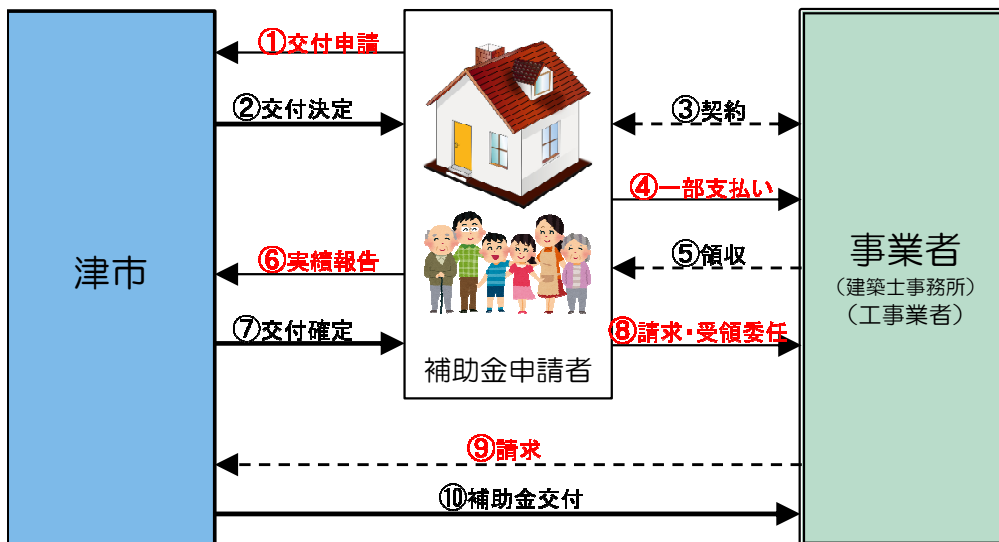 ①交付申請
②交付決定
③契約
④一部支払い
津市
⑥実績報告
⑤領収
事業者
（建築士事務所）
（工事業者）
⑦交付確定
⑧請求・受領委任
補助金申請者
⑨請求
⑩補助金交付